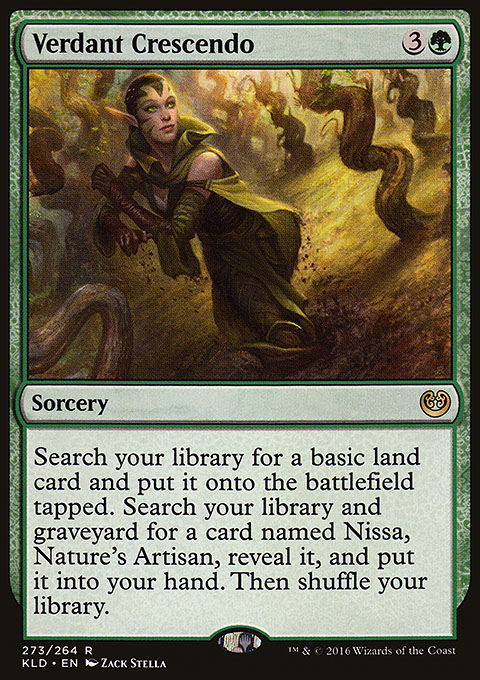 Verdant Crescendo 3
Sorcery
Search your library for a basic land
card and put it onto the battlefield
tapped. Search your library and
graveyard for a card named Nissa,
Nature's Artisan, reveal it, and put
it into your hand. Then shuffle your
library.
273/264 R
KLD • EN Zack Stella
™ & © 2016 Wizards of the Coast